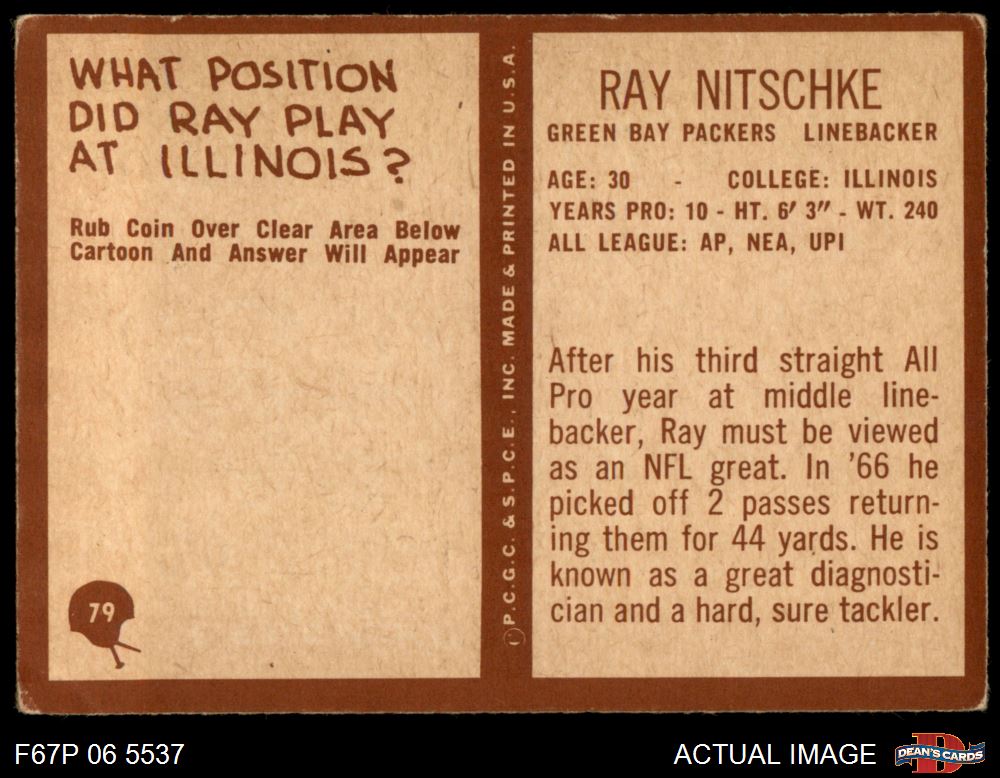 WHAT POSITION
DID RAY PLAY
AT ILLINOIS?
Rub Coin Over Clear Area Below
Cartoon And Answer Will Appear
79
P.C.G.C. & S.P.C.E., INC. MADE & PRINTED IN U.S.A.
RAY NITSCHKE
GREEN BAY PACKERS LINEBACKER
AGE: 30 - COLLEGE: ILLINOIS
YEARS PRO: 10 - HT. 6' 3" - WT. 240
ALL LEAGUE: AP, NEA, UPI
After his third straight All
Pro year at middle line-
backer, Ray must be viewed
as an NFL great. In '66 he
picked off 2 passes return-
ing them for 44 yards. He is
known as a great diagnosti-
cian and a hard, sure tackler.
F67P 06 5537
ACTUAL IMAGE
DEAN'S CARDS